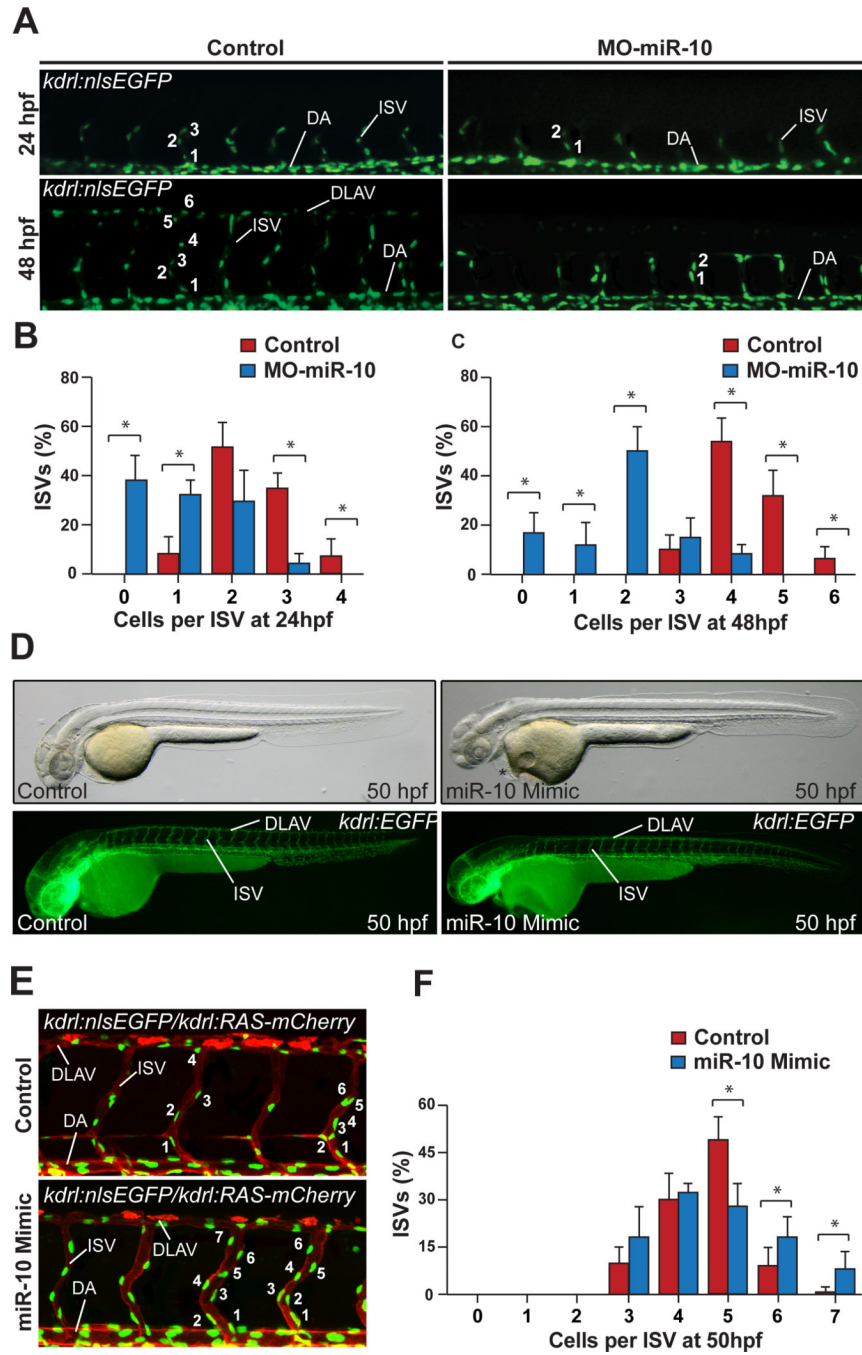 A
Control
MO-miR-10
24 hpf
kdrl:nlsEGFP
2
3
1
DA
ISV
2
1
DA
ISV
48 hpf
kdrl:nlsEGFP
6
5
4
3
2
1
ISV
DLAV
DA
2
1
DA
B
Control
MO-miR-10
ISVs (%)
80
60
40
20
0
* * * *
0 1 2 3 4
Cells per ISV at 24hpf
C
Control
MO-miR-10
ISVs (%)
80
60
40
20
0
* * * * * *
0 1 2 3 4 5 6
Cells per ISV at 48hpf
D
Control
50 hpf
*
miR-10 Mimic
50 hpf
DLAV
kdrl:EGFP
ISV
Control
50 hpf
DLAV
kdrl:EGFP
ISV
miR-10 Mimic
50 hpf
E
Control
kdrl:nlsEGFP/kdrl:RAS-mCherry
DLAV
ISV
DA
4
3
2
1
6
5
4
3
2
1
miR-10 Mimic
kdrl:nlsEGFP/kdrl:RAS-mCherry
ISV
DLAV
DA
7
6
5
4
3
2
1
6
5
4
3
2
1
F
Control
miR-10 Mimic
ISVs (%)
60
45
30
15
0
* * *
0 1 2 3 4 5 6 7
Cells per ISV at 50hpf